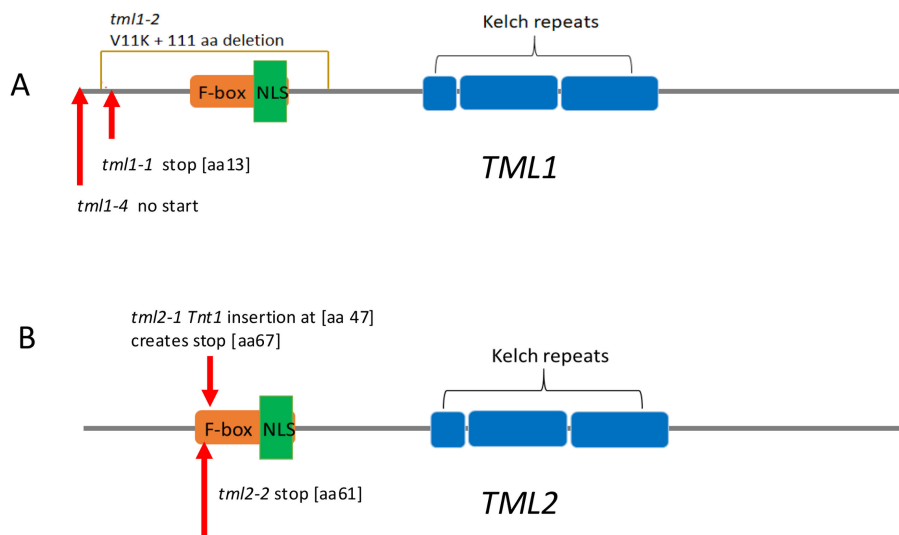 tml1-2
V11K + 111 aa deletion
Kelch repeats
A
F-box
NLS
tml1-1 stop [aa13]
TML1
tml1-4 no start
tml2-1 Tnt1 insertion at [aa 47]
creates stop [aa67]
B
Kelch repeats
F-box
NLS
tml2-2 stop [aa61]
TML2